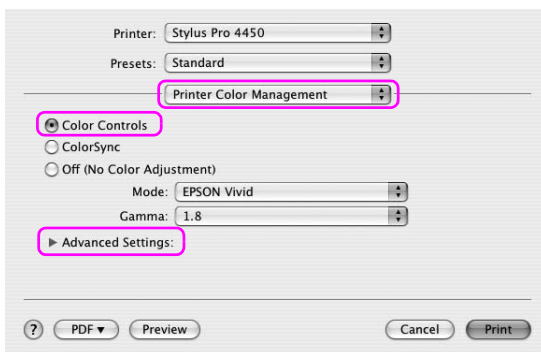 Printer: Stylus Pro 4450
Presets: Standard
Printer Color Management
Color Controls
ColorSync
Off (No Color Adjustment)
Mode: EPSON Vivid
Gamma: 1.8
Advanced Settings:
? PDF Preview Cancel Print